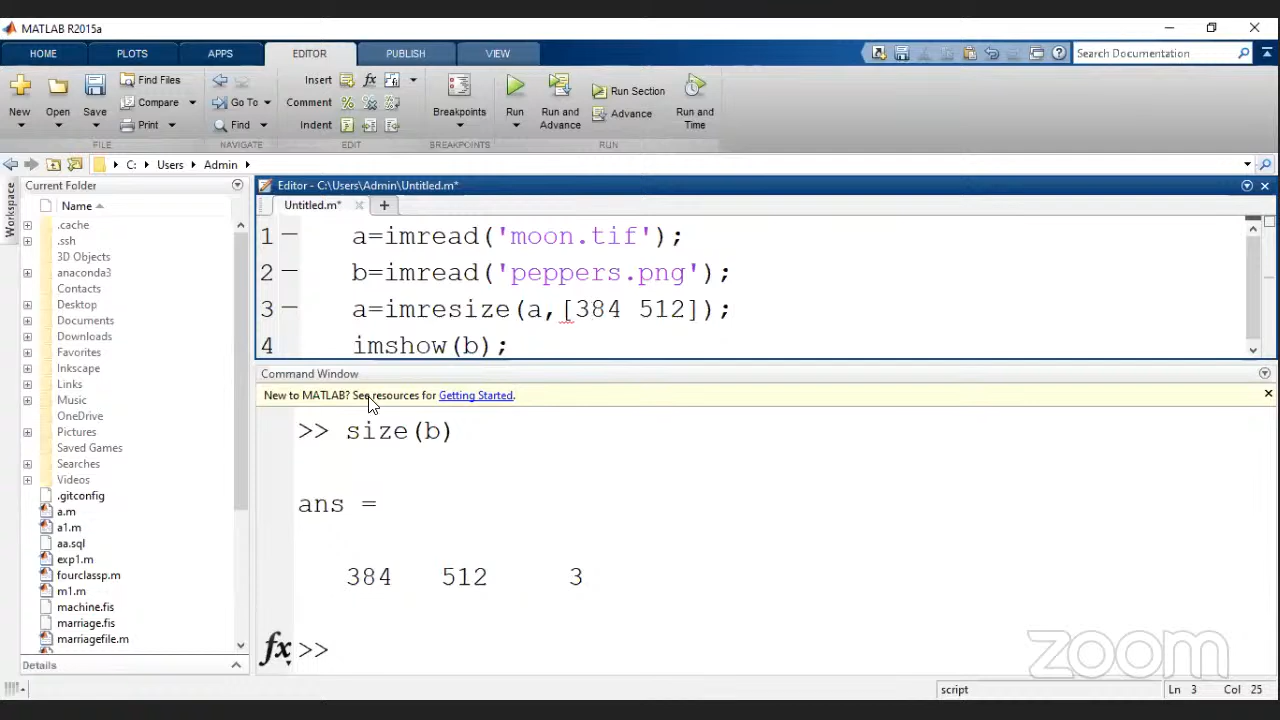 MATLAB R2015a
HOME PLOTS APPS EDITOR PUBLISH VIEW Search Documentation
New Open Save Find Files Compare Print
Go To Find
Insert Comment Indent fx
Breakpoints Run Run and Advance Run Section Advance Run and Time
FILE NAVIGATE EDIT BREAKPOINTS RUN
C: Users Admin
Workspace
Current Folder
Name
.cache
.ssh
3D Objects
anaconda3
Contacts
Desktop
Documents
Downloads
Favorites
Inkscape
Links
Music
OneDrive
Pictures
Saved Games
Searches
Videos
.gitconfig
a.m
a1.m
aa.sql
exp1.m
fourclassp.m
m1.m
machine.fis
marriage.fis
marriagefile.m
Details
Editor - C:\Users\Admin\Untitled.m*
Untitled.m* +
1 a=imread('moon.tif');
2 b=imread('peppers.png');
3 a=imresize(a,[384 512]);
4 imshow(b);
Command Window
New to MATLAB? See resources for Getting Started.
>> size(b)
ans =
384 512 3
fx >>
zoom
script Ln 3 Col 25